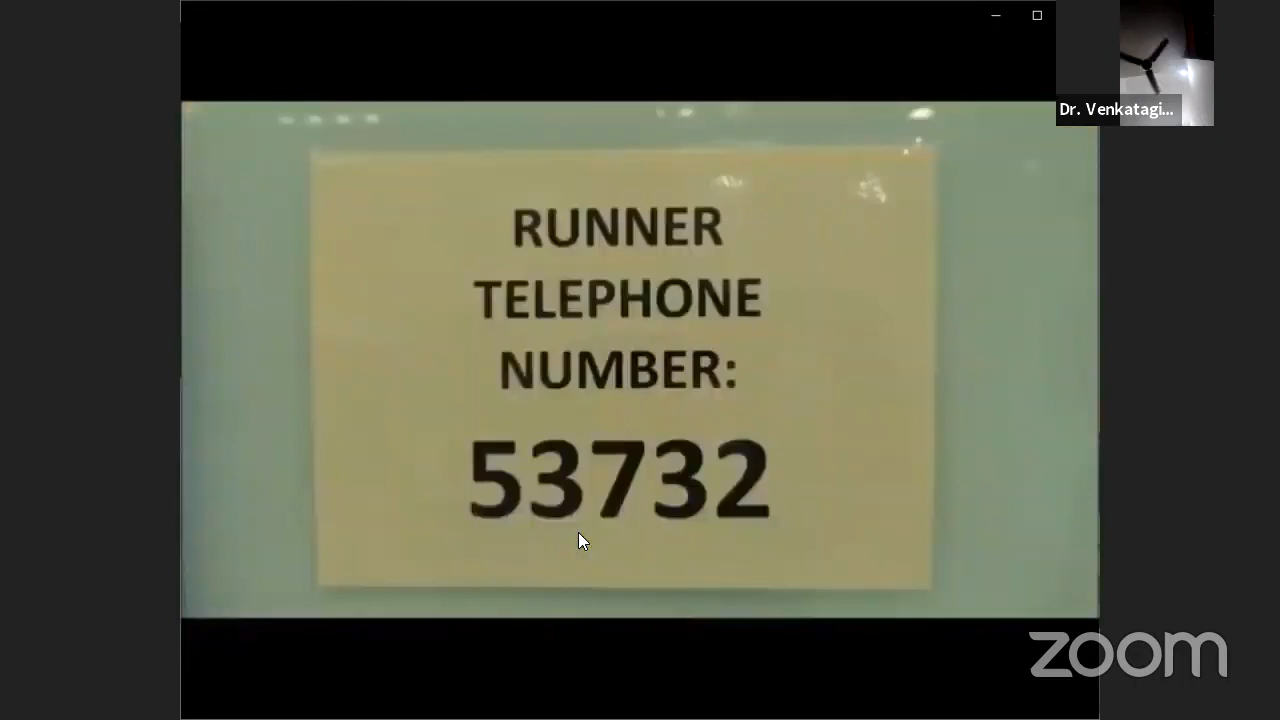 Dr. Venkatagi...
RUNNER
TELEPHONE
NUMBER:
53732
zoom